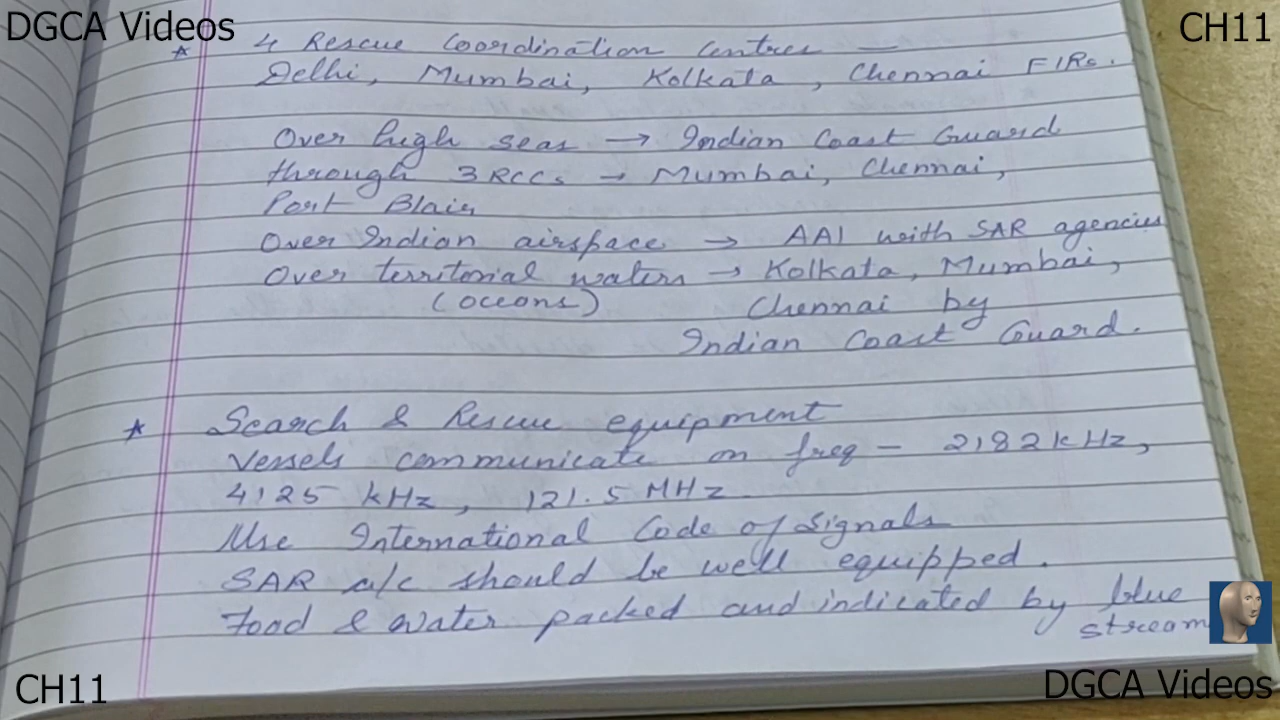 DGCA Videos
CH11
* 4 Rescue Coordination Centres —
Delhi, Mumbai, Kolkata, Chennai FIRs.
Over high seas → Indian Coast Guard
through 3 RCCs → Mumbai, Chennai,
Port Blair
Over Indian airspace → AAI with SAR agencies
Over territorial waters → Kolkata, Mumbai,
(oceans) Chennai by
Indian Coast Guard.
* Search & Rescue equipment
Vessels communicate on freq – 2182 kHz,
4125 kHz, 121.5 MHz
Use International Code of Signals
SAR a/c should be well equipped.
Food & water packed and indicated by blue
stream
CH11
DGCA Videos